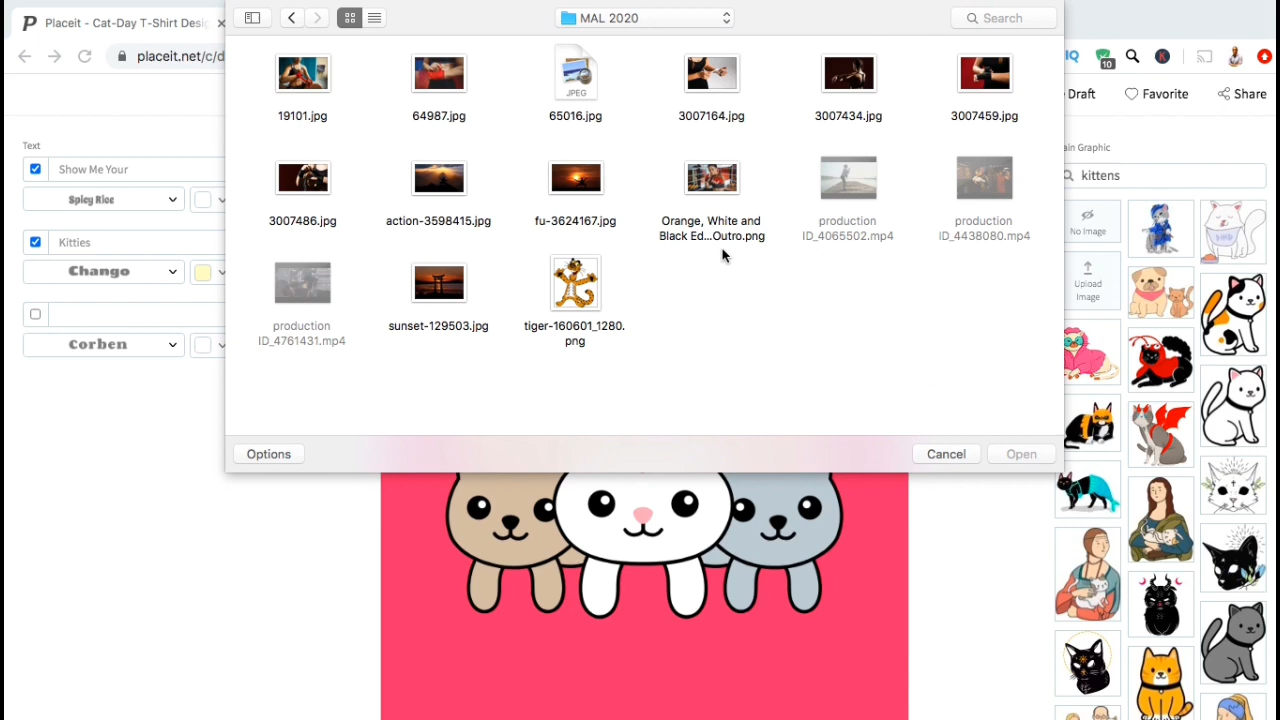 MAL 2020
Search
Placeit - Cat-Day T-Shirt Desig
placeit.net/c/d
10
Draft
Favorite
Share
19101.jpg
64987.jpg
JPEG
65016.jpg
3007164.jpg
3007434.jpg
3007459.jpg
3007486.jpg
action-3598415.jpg
fu-3624167.jpg
Orange, White and
Black Ed...Outro.png
production
ID_4065502.mp4
production
ID_4438080.mp4
production
ID_4761431.mp4
sunset-129503.jpg
tiger-160601_1280.
png
Options
Cancel
Open
Text
Show Me Your
Spicy Rice
Kitties
Chango
Corben
ain Graphic
kittens
No Image
Upload
Image